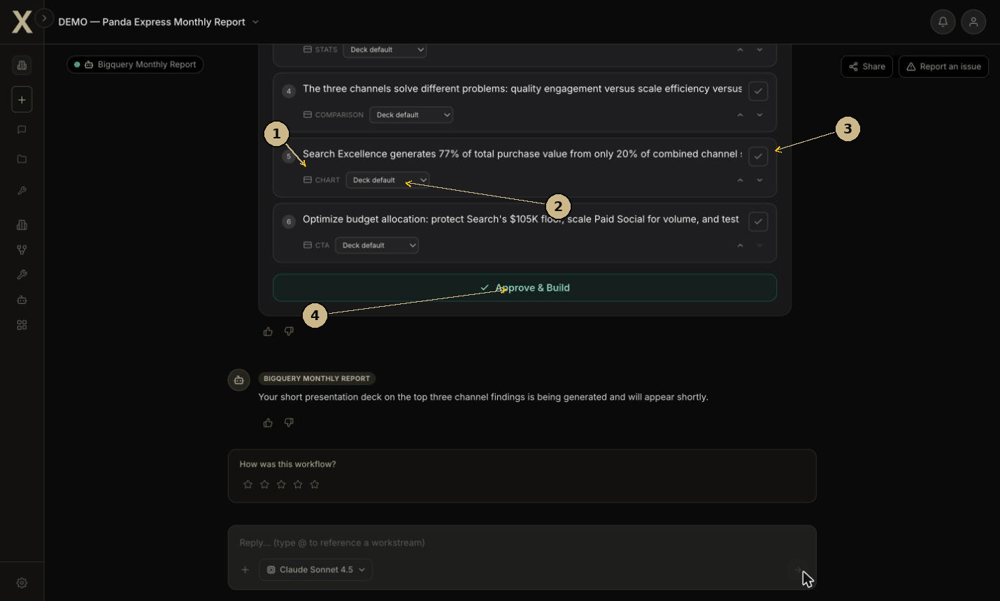 X
DEMO — Panda Express Monthly Report
Bigquery Monthly Report
Share
Report an issue
STATS Deck default
4 The three channels solve different problems: quality engagement versus scale efficiency versus
COMPARISON Deck default
1
3
5 Search Excellence generates 77% of total purchase value from only 20% of combined channel
CHART Deck default
2
6 Optimize budget allocation: protect Search's $105K floor, scale Paid Social for volume, and test
CTA Deck default
Approve & Build
4
BIGQUERY MONTHLY REPORT
Your short presentation deck on the top three channel findings is being generated and will appear shortly.
How was this workflow?
Reply... (type @ to reference a workstream)
Claude Sonnet 4.5